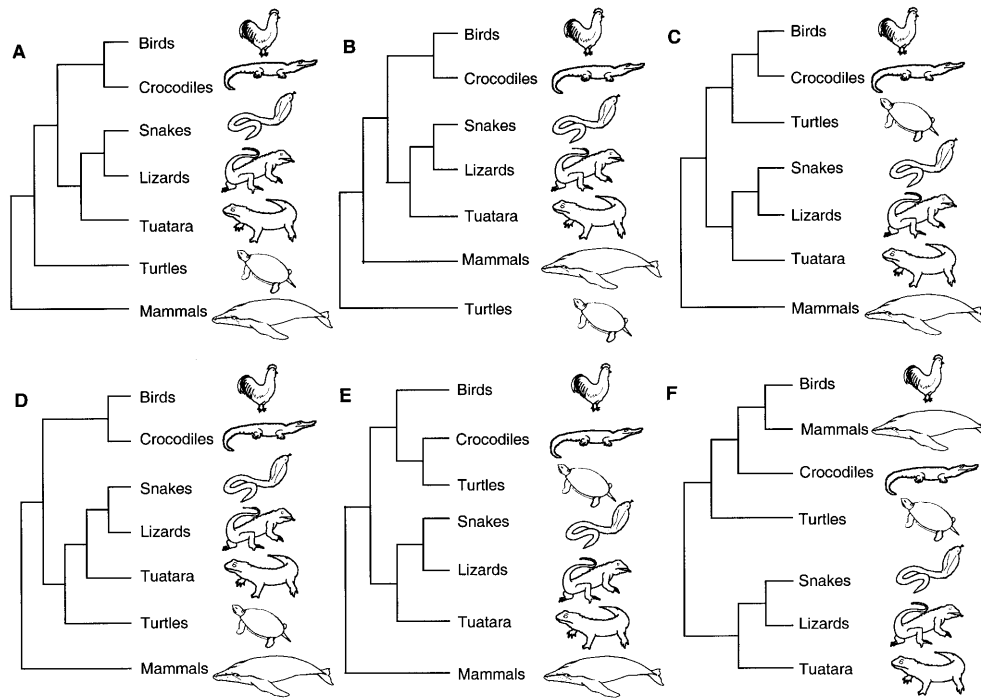 A
Birds
Crocodiles
Snakes
Lizards
Tuatara
Turtles
Mammals
B
Birds
Crocodiles
Snakes
Lizards
Tuatara
Mammals
Turtles
C
Birds
Crocodiles
Turtles
Snakes
Lizards
Tuatara
Mammals
D
Birds
Crocodiles
Snakes
Lizards
Tuatara
Turtles
Mammals
E
Birds
Crocodiles
Turtles
Snakes
Lizards
Tuatara
Mammals
F
Birds
Mammals
Crocodiles
Turtles
Snakes
Lizards
Tuatara